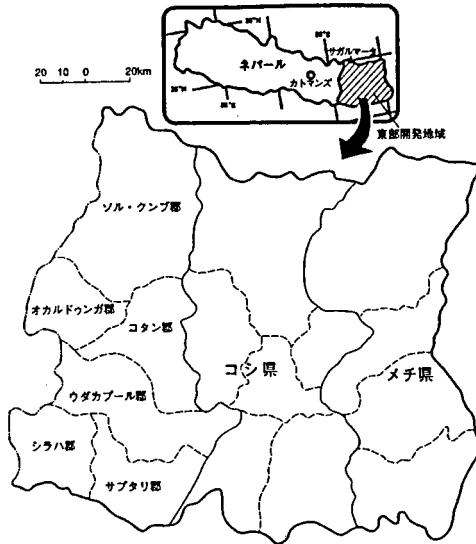 サガルマータ
ネパール
カトマンズ
東部開発地域
20 10 0 20km
ソル・クンブ郡
オカルドゥンガ郡
コタン郡
コシ県
メチ県
ウダカプール郡
シラハ郡
サプタリ郡